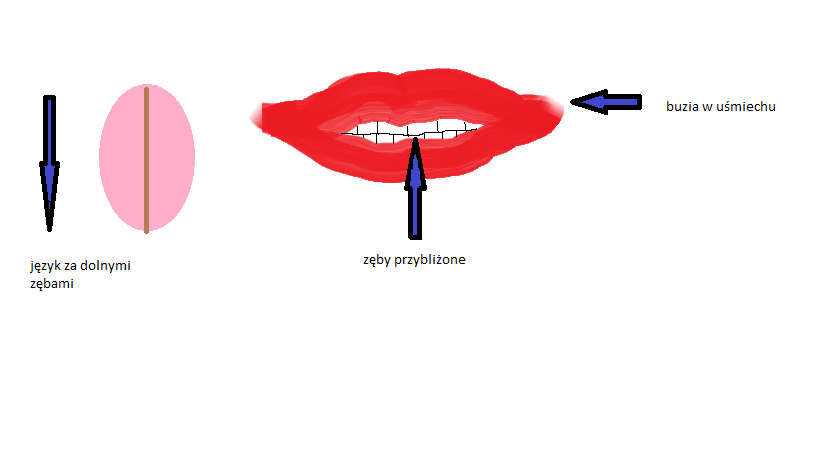 buzia w uśmiechu
zęby przybliżone
język za dolnymi
zębami